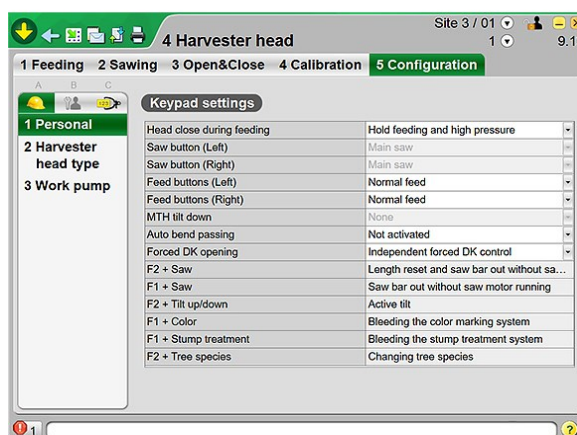 Site 3 / 01
4 Harvester head
1
9.1
1 Feeding 2 Sawing 3 Open&Close 4 Calibration 5 Configuration
A B C
1 Personal
2 Harvester
head type
3 Work pump
Keypad settings
Head close during feeding Hold feeding and high pressure
Saw button (Left) Main saw
Saw button (Right) Main saw
Feed buttons (Left) Normal feed
Feed buttons (Right) Normal feed
MTH tilt down None
Auto bend passing Not activated
Forced DK opening Independent forced DK control
F2 + Saw Length reset and saw bar out without sa...
F1 + Saw Saw bar out without saw motor running
F2 + Tilt up/down Active tilt
F1 + Color Bleeding the color marking system
F1 + Stump treatment Bleeding the stump treatment system
F2 + Tree species Changing tree species
1
?